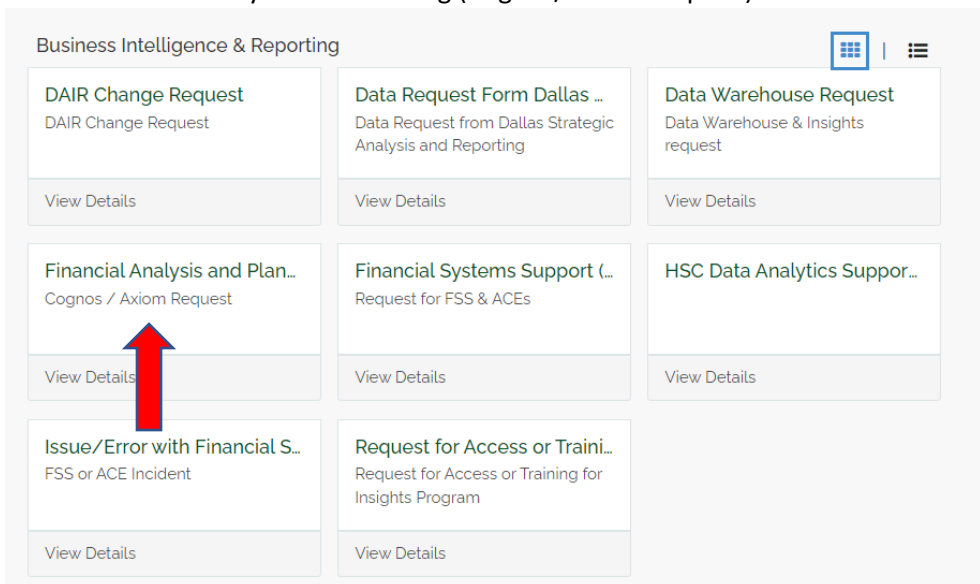 Business Intelligence & Reporting
|
DAIR Change Request
DAIR Change Request
View Details
Data Request Form Dallas ...
Data Request from Dallas Strategic
Analysis and Reporting
View Details
Data Warehouse Request
Data Warehouse & Insights
request
View Details
Financial Analysis and Plan...
Cognos / Axiom Request
View Details
Financial Systems Support (...
Request for FSS & ACEs
View Details
HSC Data Analytics Suppor...
View Details
Issue/Error with Financial S...
FSS or ACE Incident
View Details
Request for Access or Traini...
Request for Access or Training for
Insights Program
View Details